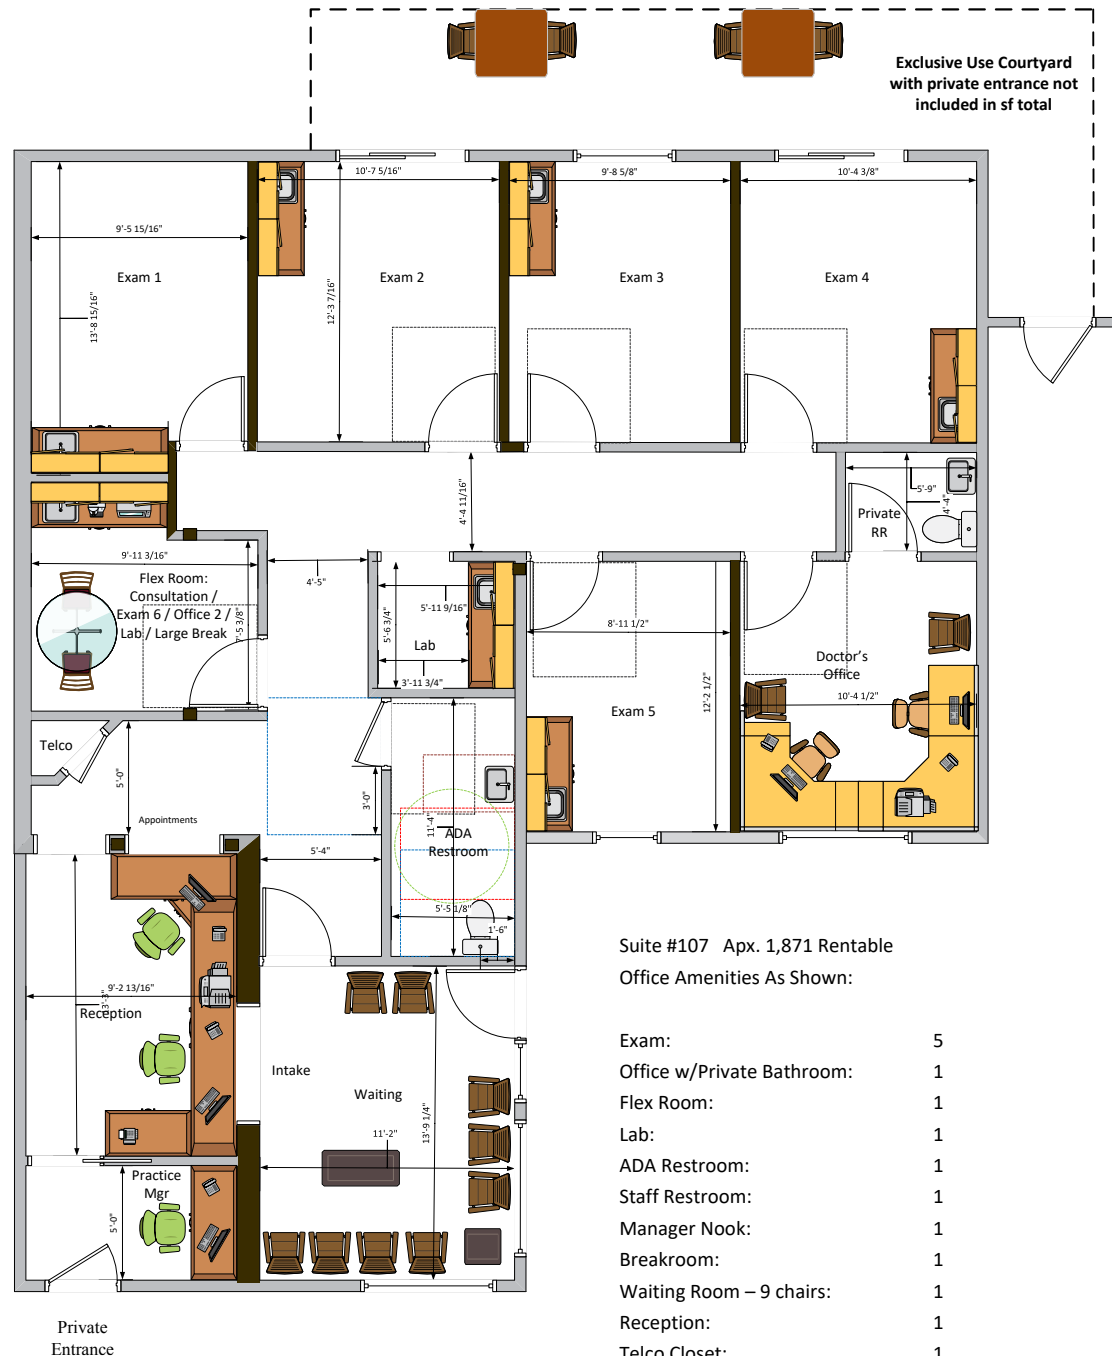 Exclusive Use Courtyard
with private entrance not
included in sf total
10'-7 5/16"
9'-8 5/8"
10'-4 3/8"
9'-5 15/16"
Exam 1
Exam 2
Exam 3
Exam 4
13'-8 15/16"
12'-3 7/16"
4'-4 11/16"
5'-9"
4'-4"
Private
RR
9'-11 3/16"
Flex Room:
Consultation /
Exam 6 / Office 2 /
Lab / Large Break
7'-5 3/8"
4'-5"
5'-11 9/16"
5'-6 3/4"
Lab
3'-11 3/4"
8'-11 1/2"
12'-2 1/2"
Exam 5
Doctor's
Office
10'-4 1/2"
Telco
5'-0"
Appointments
3'-0"
5'-4"
11'-4"
ADA
Restroom
5'-5 1/8"
1'-6"
9'-2 13/16"
13'-3"
Reception
Intake
Waiting
11'-2"
13'-9 1/4"
Practice
Mgr
5'-0"
Private
Entrance
Suite #107 Apx. 1,871 Rentable
Office Amenities As Shown:
Exam: 5
Office w/Private Bathroom: 1
Flex Room: 1
Lab: 1
ADA Restroom: 1
Staff Restroom: 1
Manager Nook: 1
Breakroom: 1
Waiting Room – 9 chairs: 1
Reception: 1
Telco Closet: 1